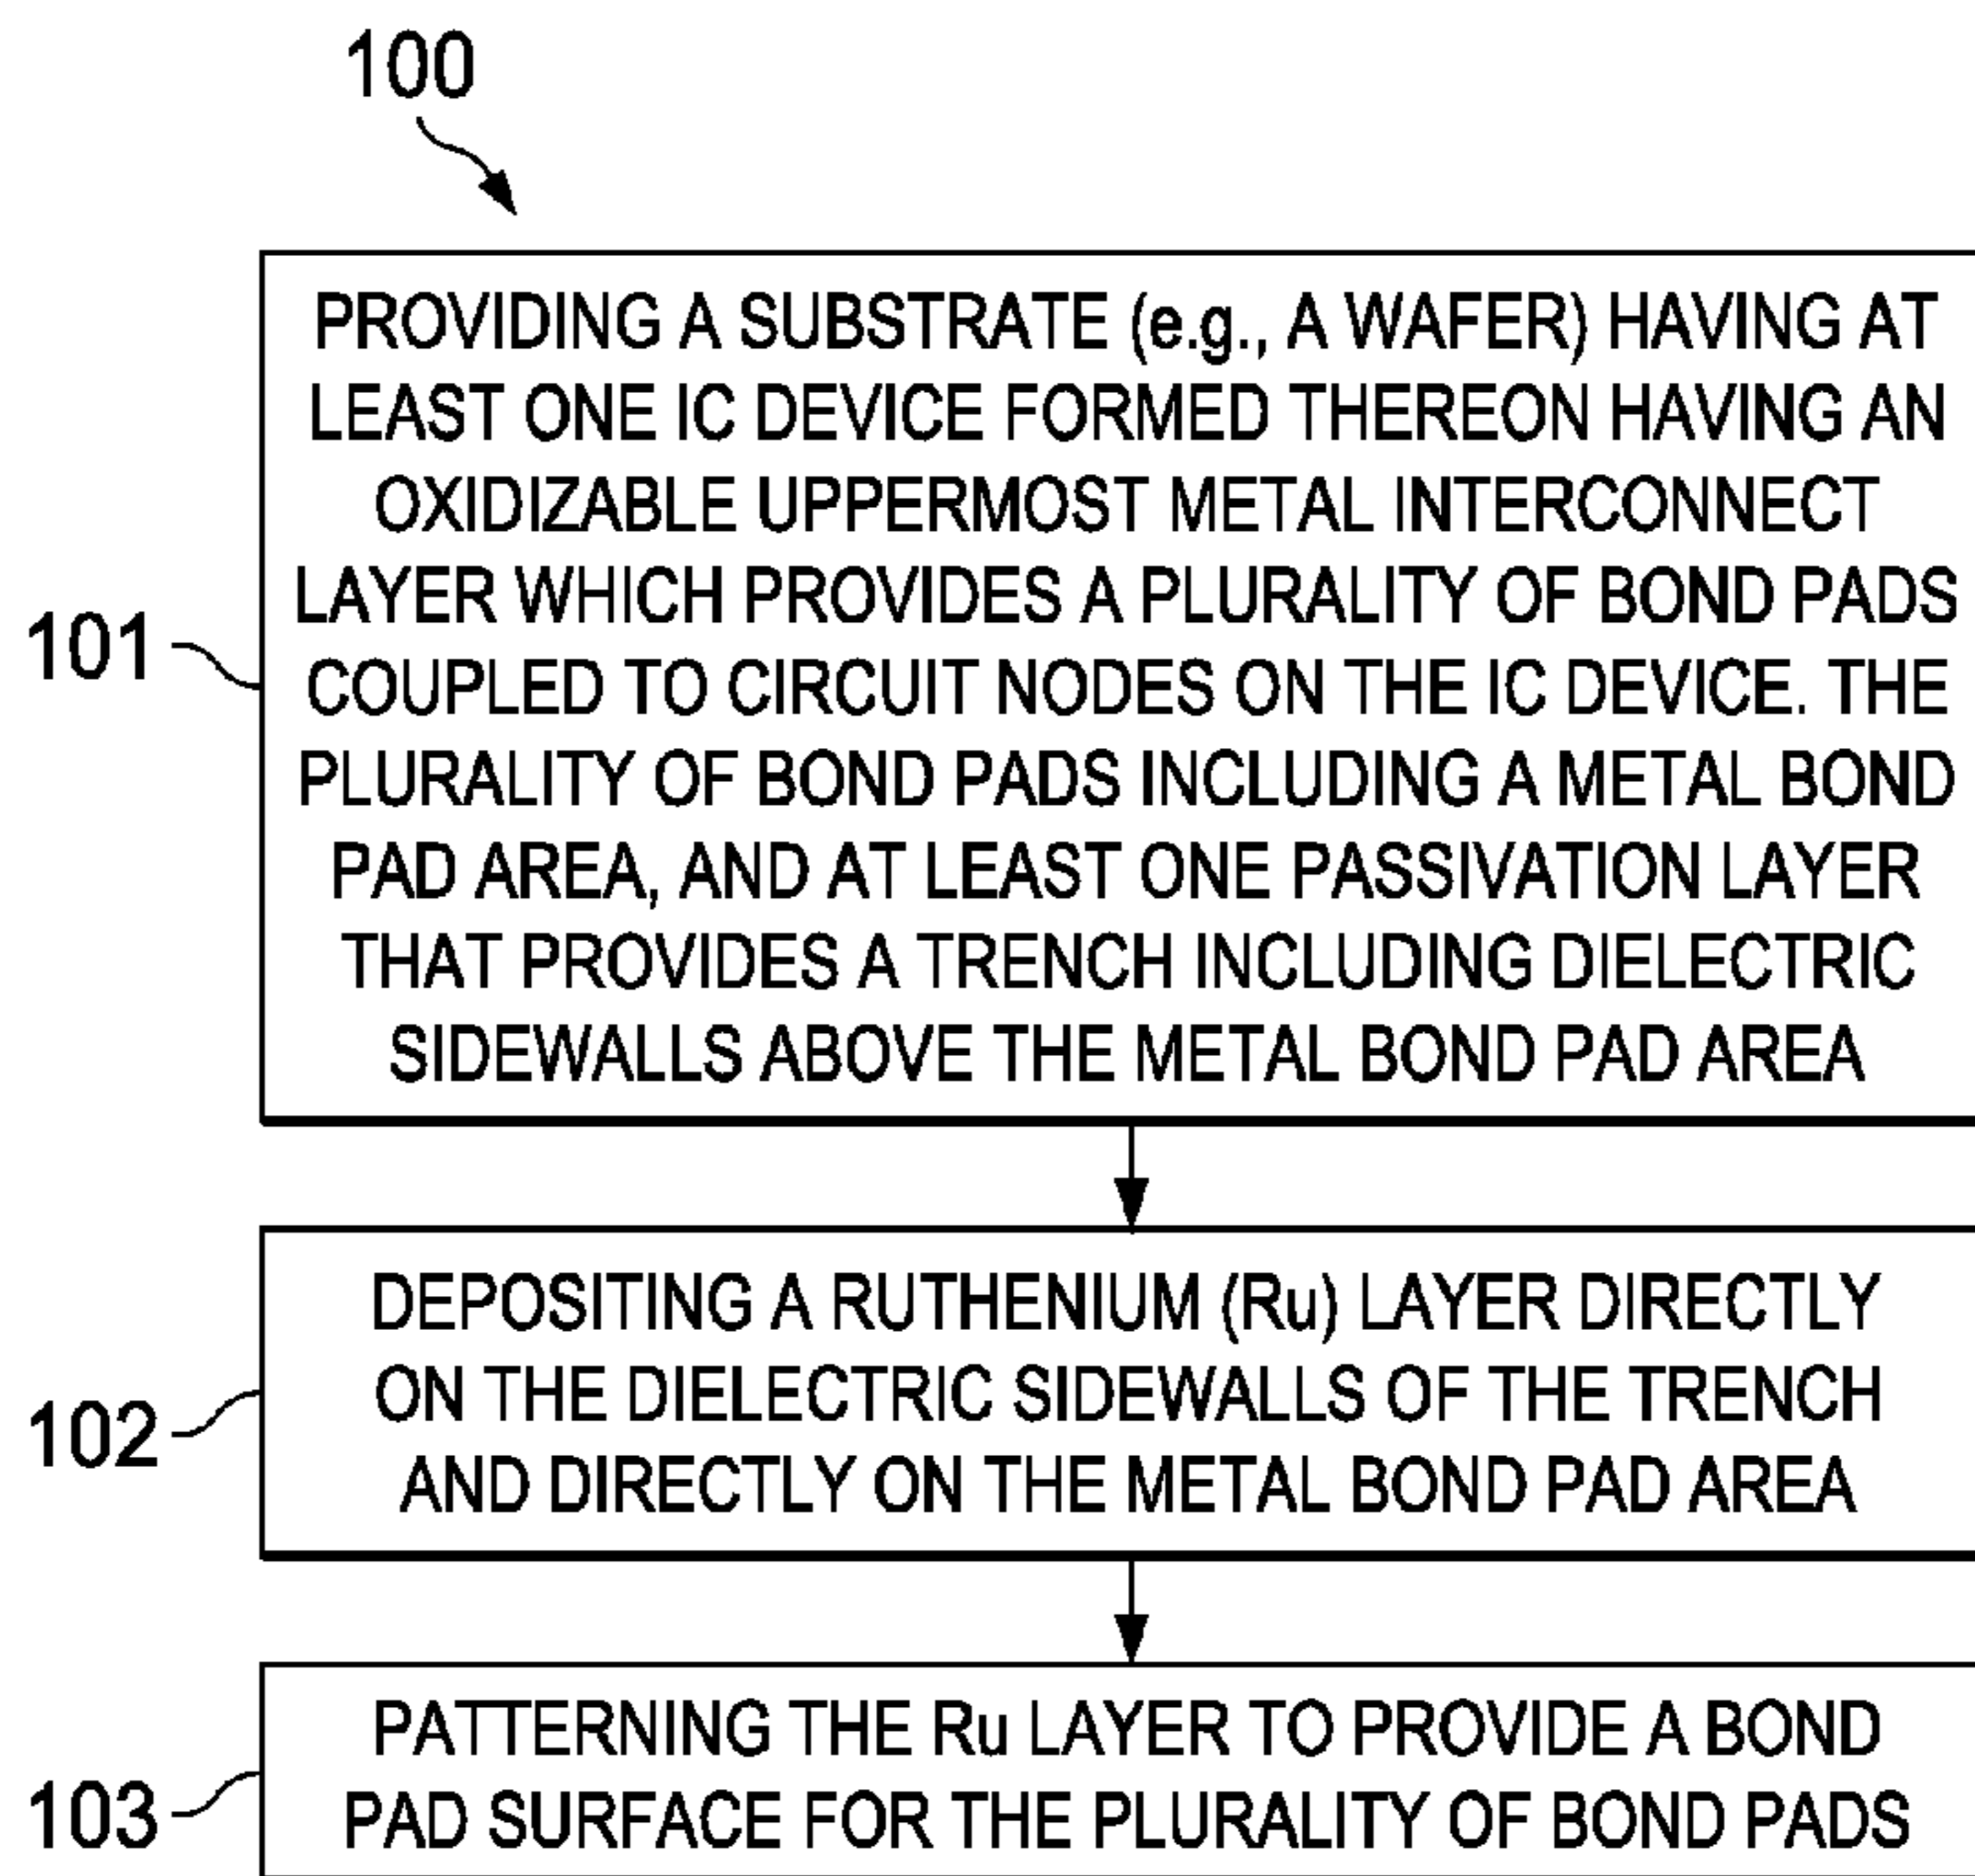 100
PROVIDING A SUBSTRATE (e.g., A WAFER) HAVING AT
LEAST ONE IC DEVICE FORMED THEREON HAVING AN
OXIDIZABLE UPPERMOST METAL INTERCONNECT
LAYER WHICH PROVIDES A PLURALITY OF BOND PADS
COUPLED TO CIRCUIT NODES ON THE IC DEVICE. THE
PLURALITY OF BOND PADS INCLUDING A METAL BOND
PAD AREA, AND AT LEAST ONE PASSIVATION LAYER
THAT PROVIDES A TRENCH INCLUDING DIELECTRIC
SIDEWALLS ABOVE THE METAL BOND PAD AREA
101
DEPOSITING A RUTHENIUM (Ru) LAYER DIRECTLY
ON THE DIELECTRIC SIDEWALLS OF THE TRENCH
AND DIRECTLY ON THE METAL BOND PAD AREA
102
PATTERNING THE Ru LAYER TO PROVIDE A BOND
PAD SURFACE FOR THE PLURALITY OF BOND PADS
103